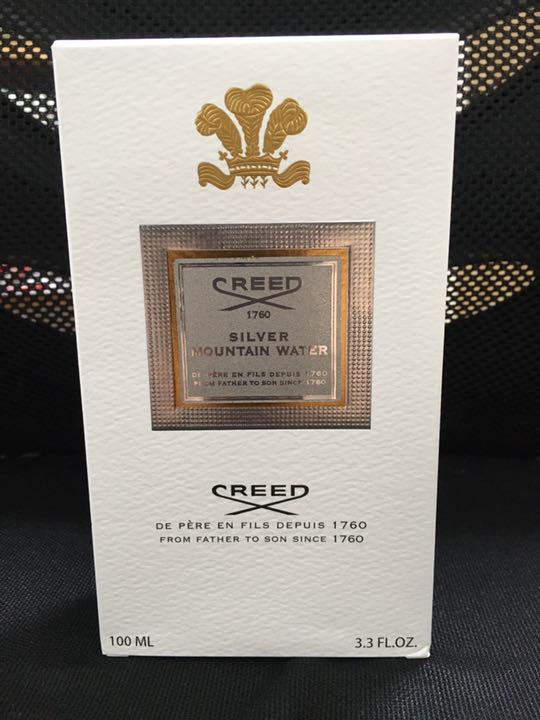 CREED
1760
SILVER
MOUNTAIN WATER
DE PÈRE EN FILS DEPUIS 1760
FROM FATHER TO SON SINCE 1760
CREED
DE PÈRE EN FILS DEPUIS 1760
FROM FATHER TO SON SINCE 1760
100 ML
3.3 FL.OZ.